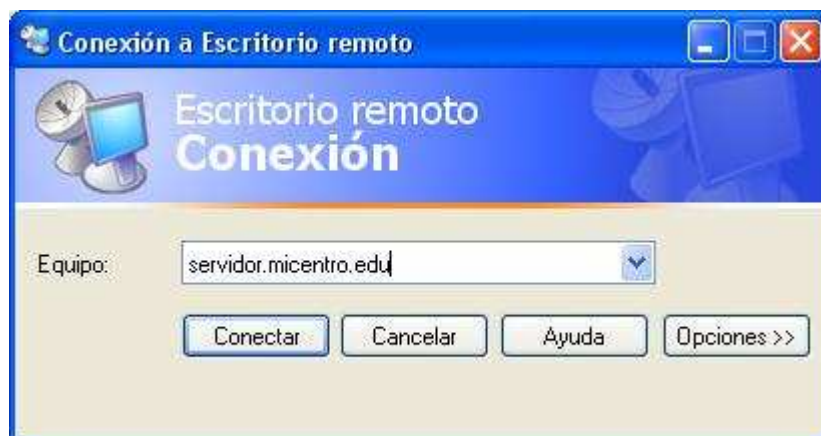 Conexión a Escritorio remoto
Escritorio remoto
Conexión
Equipo:
servidor.micentro.edu
Conectar
Cancelar
Ayuda
Opciones >>